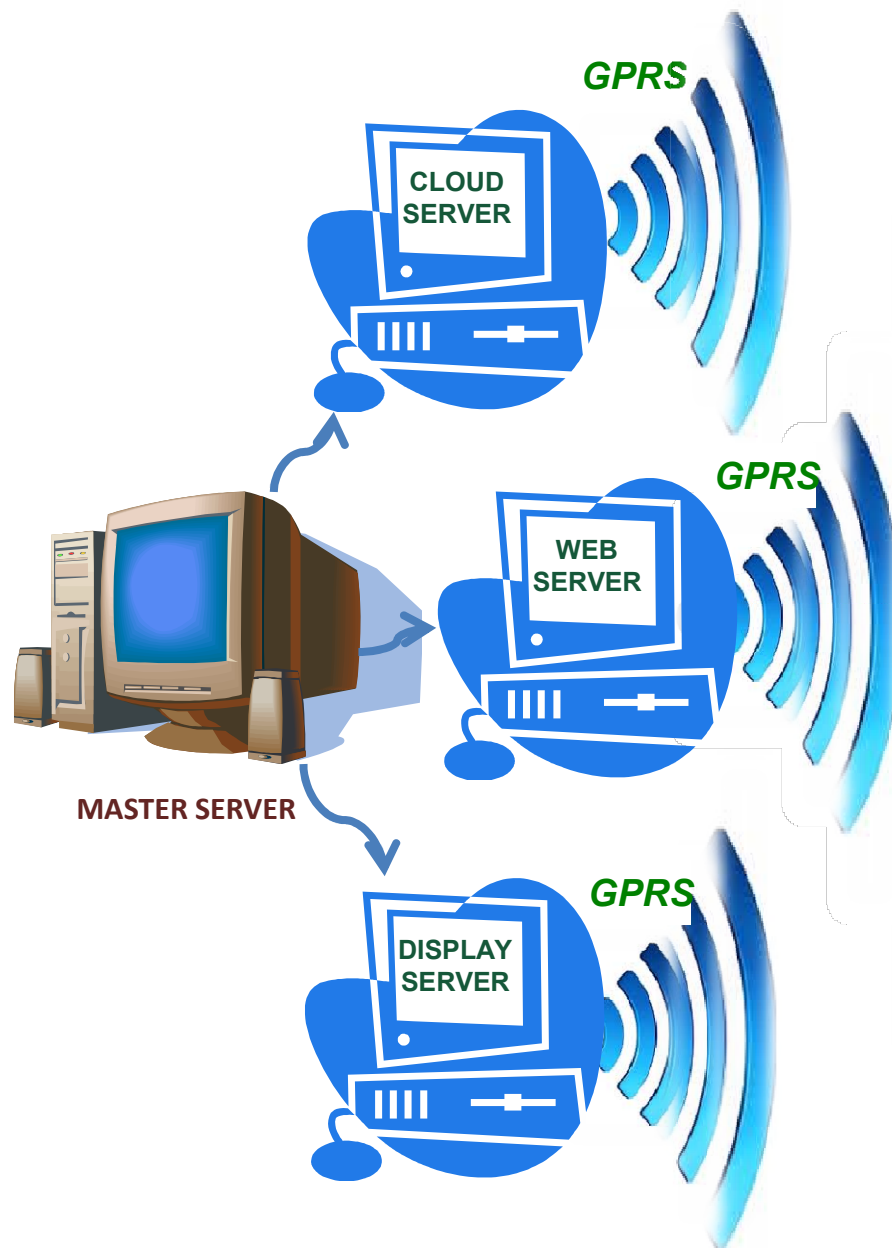 GPRS
CLOUD
SERVER
GPRS
WEB
SERVER
MASTER SERVER
GPRS
DISPLAY
SERVER